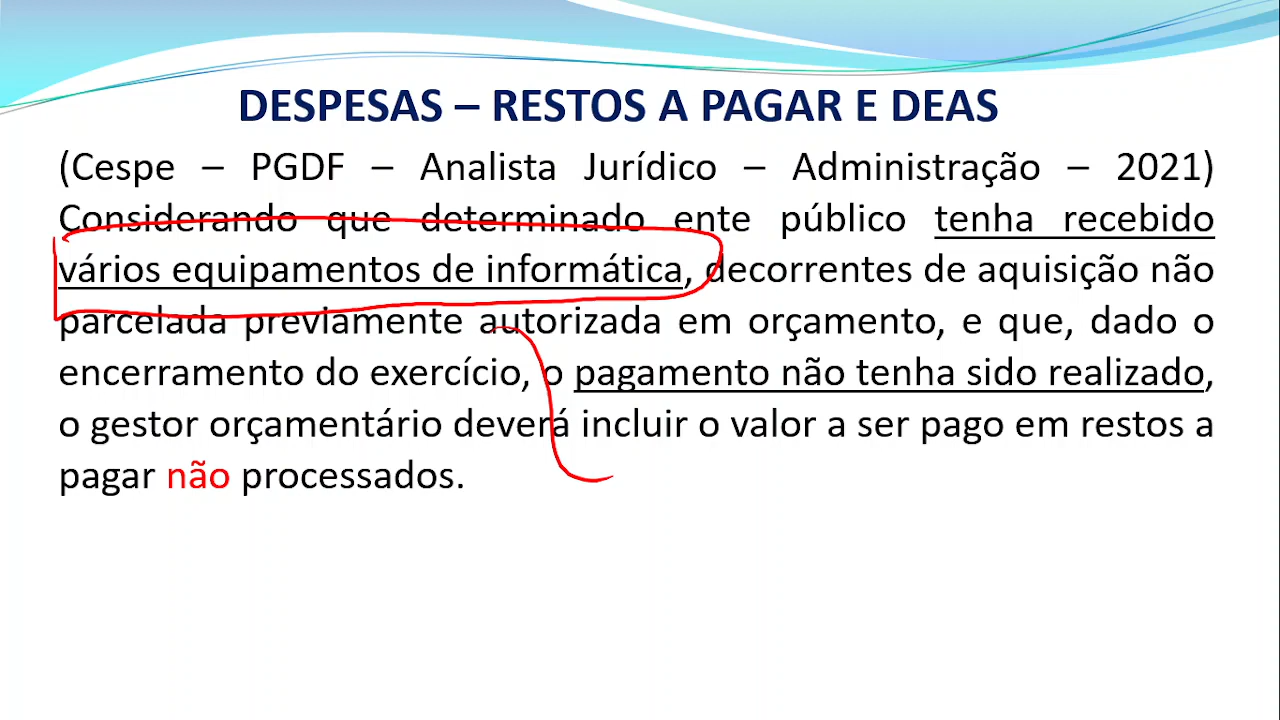 DESPESAS – RESTOS A PAGAR E DEAS
(Cespe – PGDF – Analista Jurídico – Administração – 2021)
Considerando que determinado ente público tenha recebido
vários equipamentos de informática, decorrentes de aquisição não
parcelada previamente autorizada em orçamento, e que, dado o
encerramento do exercício, o pagamento não tenha sido realizado,
o gestor orçamentário deverá incluir o valor a ser pago em restos a
pagar não processados.